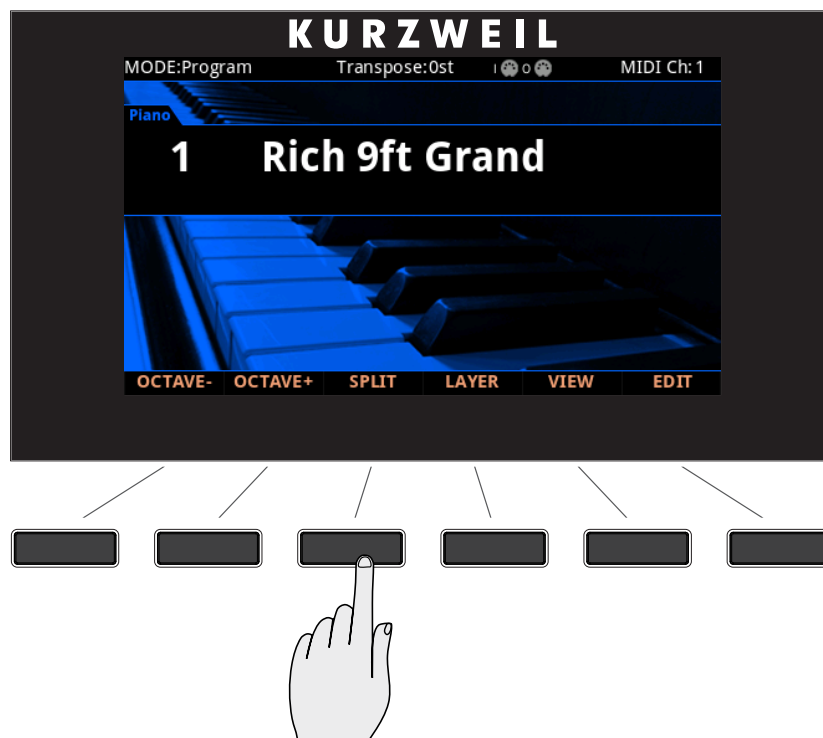 KURZWEIL
MODE:Program Transpose:0st I O MIDI Ch: 1
Piano
1 Rich 9ft Grand
OCTAVE- OCTAVE+ SPLIT LAYER VIEW EDIT